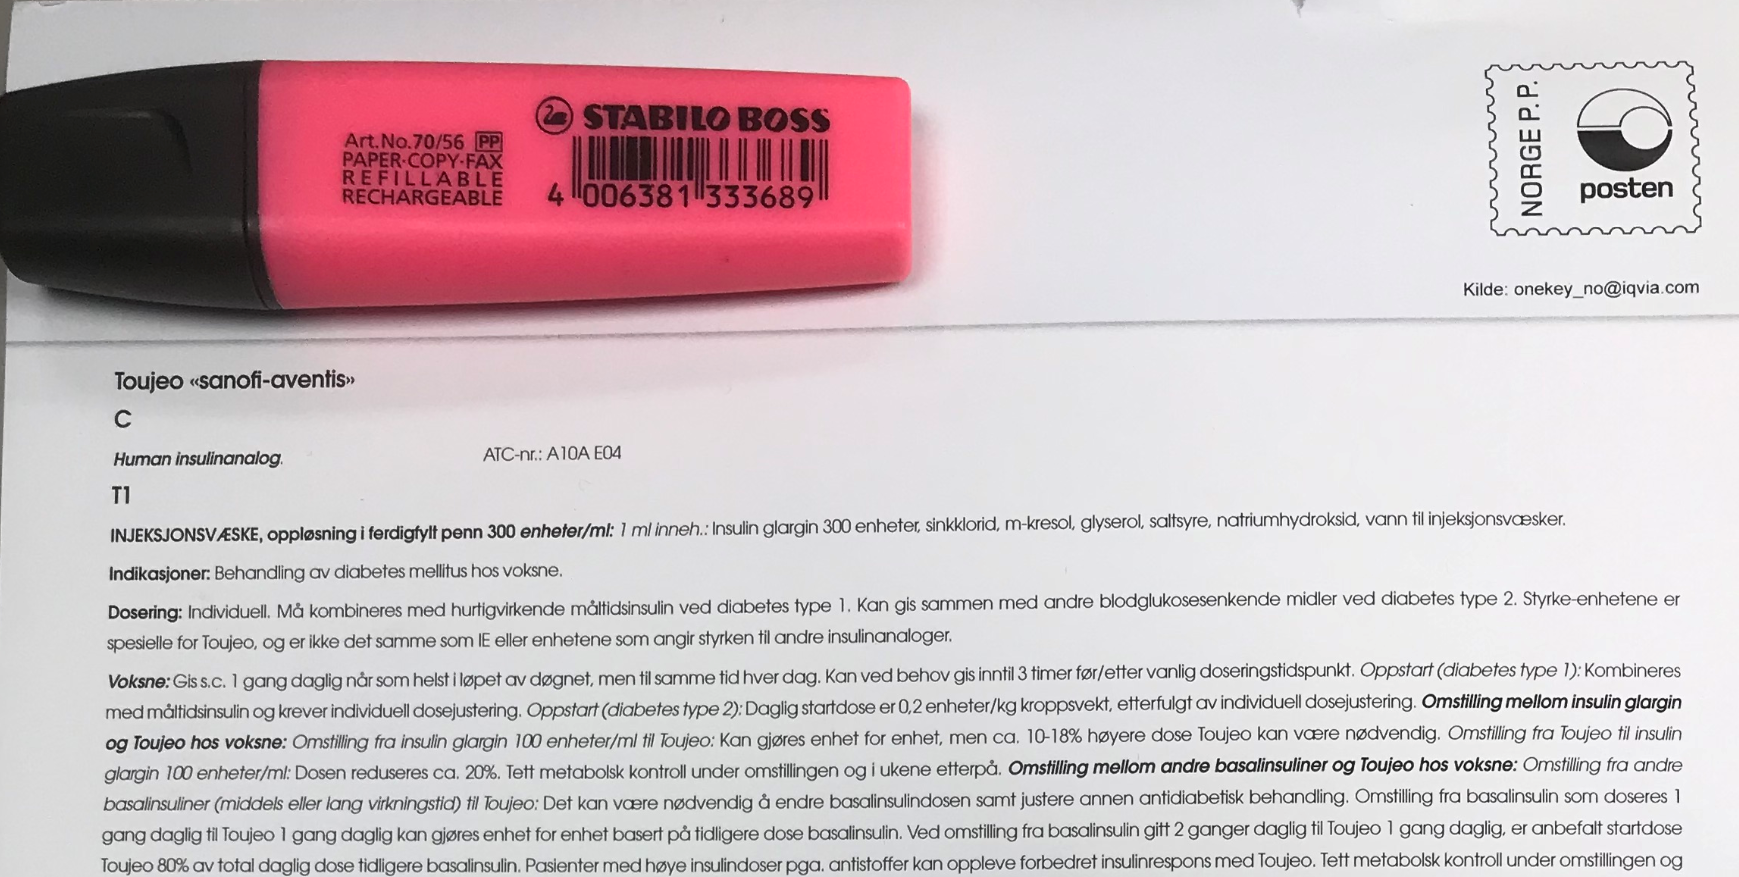 STABILO BOSS
Art.No.70/56 PP
PAPER·COPY·FAX
REFILLABLE
RECHARGEABLE
4 006381 333689
NORGE P.P.
posten
Kilde: onekey_no@iqvia.com
Toujeo «sanofi-aventis»
C
Human insulinanalog. ATC-nr.: A10A E04
T1
INJEKSJONSVÆSKE, oppløsning i ferdigfylt penn 300 enheter/ml: 1 ml inneh.: Insulin glargin 300 enheter, sinkklorid, m-kresol, glyserol, saltsyre, natriumhydroksid, vann til injeksjonsvæsker.
Indikasjoner: Behandling av diabetes mellitus hos voksne.
Dosering: Individuell. Må kombineres med hurtigvirkende måltidsinsulin ved diabetes type 1. Kan gis sammen med andre blodglukosesenkende midler ved diabetes type 2. Styrke-enhetene er
spesielle for Toujeo, og er ikke det samme som IE eller enhetene som angir styrken til andre insulinanaloger.
Voksne: Gis s.c. 1 gang daglig når som helst i løpet av døgnet, men til samme tid hver dag. Kan ved behov gis inntil 3 timer før/etter vanlig doseringstidspunkt. Oppstart (diabetes type 1): Kombineres
med måltidsinsulin og krever individuell dosejustering. Oppstart (diabetes type 2): Daglig startdose er 0,2 enheter/kg kroppsvekt, etterfulgt av individuell dosejustering. Omstilling mellom insulin glargin
og Toujeo hos voksne: Omstilling fra insulin glargin 100 enheter/ml til Toujeo: Kan gjøres enhet for enhet, men ca. 10-18% høyere dose Toujeo kan være nødvendig. Omstilling fra Toujeo til insulin
glargin 100 enheter/ml: Dosen reduseres ca. 20%. Tett metabolsk kontroll under omstillingen og i ukene etterpå. Omstilling mellom andre basalinsuliner og Toujeo hos voksne: Omstilling fra andre
basalinsuliner (middels eller lang virkningstid) til Toujeo: Det kan være nødvendig å endre basalinsulindosen samt justere annen antidiabetisk behandling. Omstilling fra basalinsulin som doseres 1
gang daglig til Toujeo 1 gang daglig kan gjøres enhet for enhet basert på tidligere dose basalinsulin. Ved omstilling fra basalinsulin gitt 2 ganger daglig til Toujeo 1 gang daglig, er anbefalt startdose
Toujeo 80% av total daglig dose tidligere basalinsulin. Pasienter med høye insulindoser pga. antistoffer kan oppleve forbedret insulinrespons med Toujeo. Tett metabolsk kontroll under omstillingen og